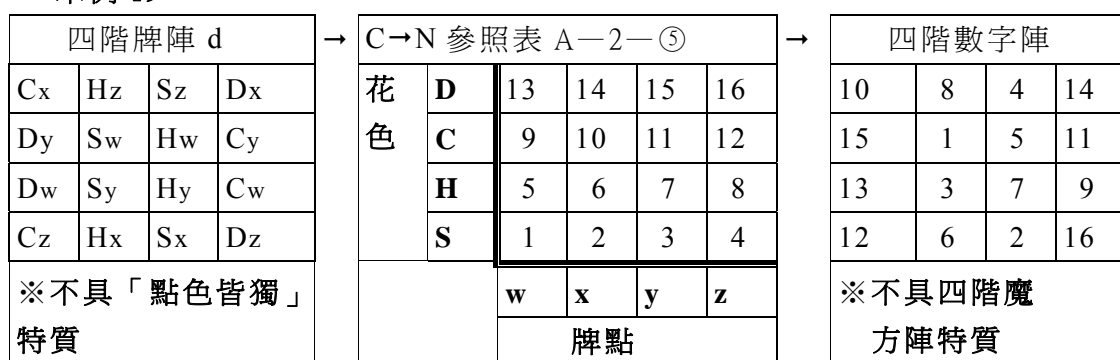 四階牌陣 d → C→N 參照表 A－2－⑤ → 四階數字陣
Cx Hz Sz Dx 花 D 13 14 15 16 10 8 4 14
Dy Sw Hw Cy 色 C 9 10 11 12 15 1 5 11
Dw Sy Hy Cw H 5 6 7 8 13 3 7 9
Cz Hx Sx Dz S 1 2 3 4 12 6 2 16
※不具「點色皆獨」 w x y z ※不具四階魔
特質 牌點 方陣特質